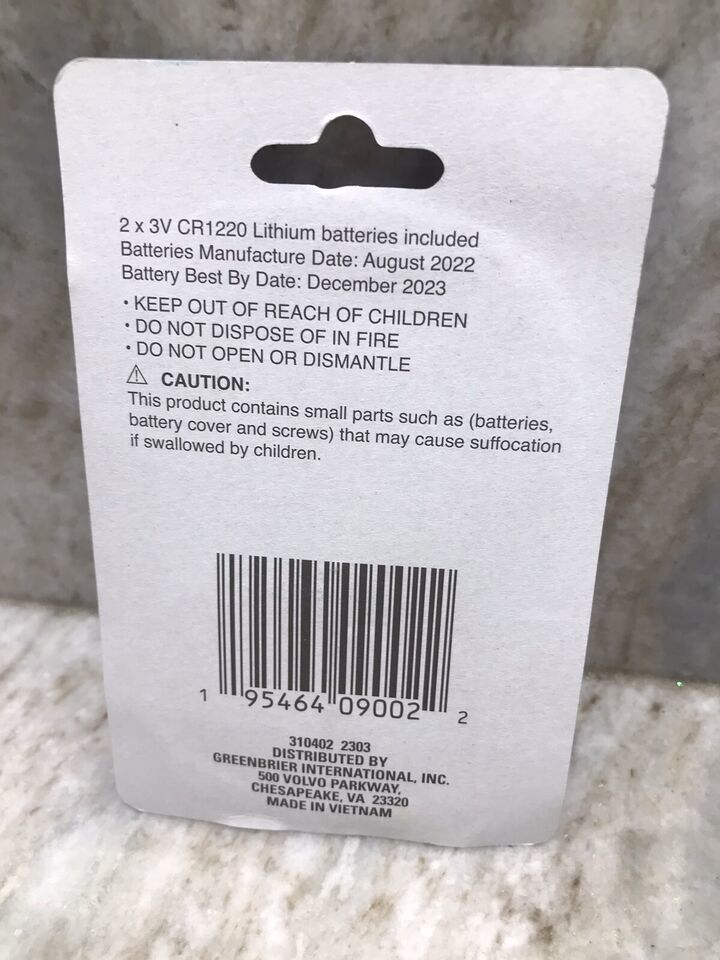 2 x 3V CR1220 Lithium batteries included
Batteries Manufacture Date: August 2022
Battery Best By Date: December 2023
• KEEP OUT OF REACH OF CHILDREN
• DO NOT DISPOSE OF IN FIRE
• DO NOT OPEN OR DISMANTLE
⚠ CAUTION:
This product contains small parts such as (batteries,
battery cover and screws) that may cause suffocation
if swallowed by children.
1 95464 09002 2
310402 2303
DISTRIBUTED BY
GREENBRIER INTERNATIONAL, INC.
500 VOLVO PARKWAY,
CHESAPEAKE, VA 23320
MADE IN VIETNAM